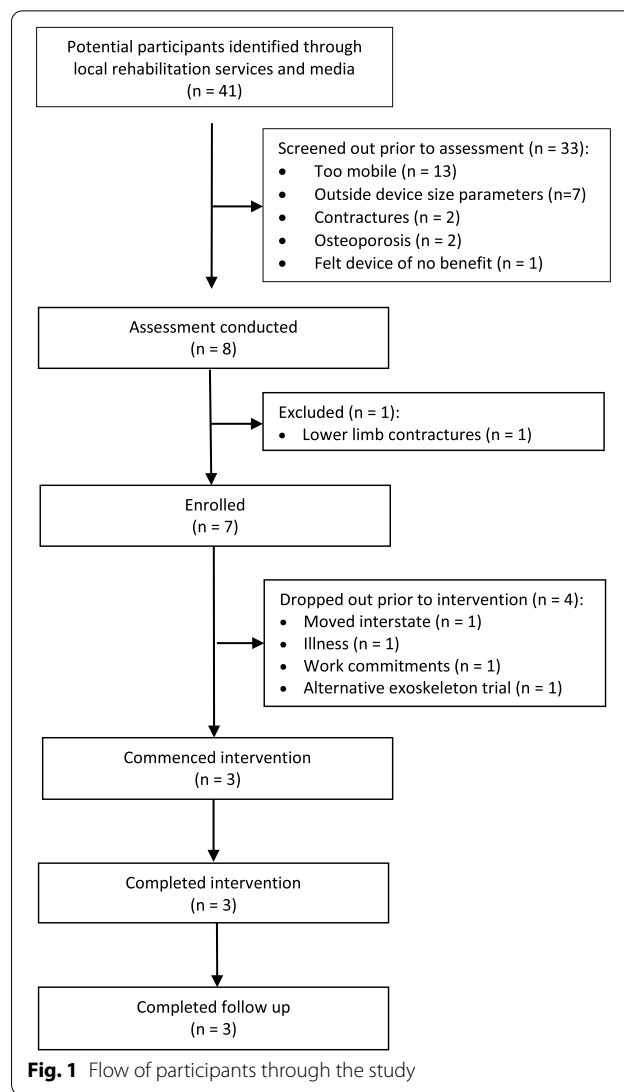 Potential participants identified through
local rehabilitation services and media
(n = 41)
Screened out prior to assessment (n = 33):
• Too mobile (n = 13)
• Outside device size parameters (n=7)
• Contractures (n = 2)
• Osteoporosis (n = 2)
• Felt device of no benefit (n = 1)
Assessment conducted
(n = 8)
Excluded (n = 1):
• Lower limb contractures (n = 1)
Enrolled
(n = 7)
Dropped out prior to intervention (n = 4):
• Moved interstate (n = 1)
• Illness (n = 1)
• Work commitments (n = 1)
• Alternative exoskeleton trial (n = 1)
Commenced intervention
(n = 3)
Completed intervention
(n = 3)
Completed follow up
(n = 3)
Fig. 1 Flow of participants through the study